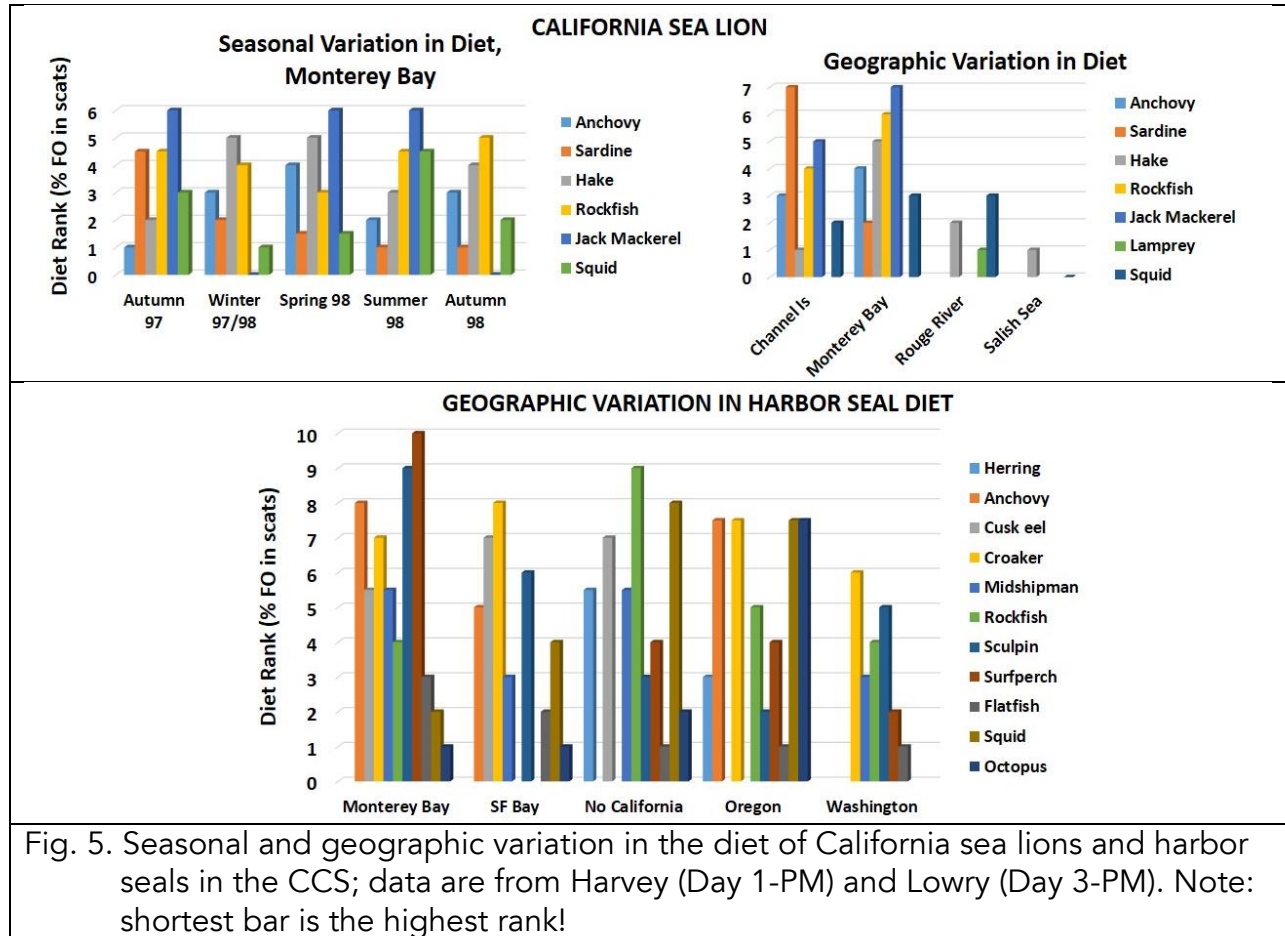 CALIFORNIA SEA LION
Seasonal Variation in Diet,
Monterey Bay
Diet Rank (% FO in scats)
6
5
4
3
2
1
0
Autumn
97
Winter
97/98
Spring 98
Summer
98
Autumn
98
Anchovy
Sardine
Hake
Rockfish
Jack Mackerel
Squid
Geographic Variation in Diet
7
6
5
4
3
2
1
0
Channel Is
Monterey Bay
Rouge River
Salish Sea
Anchovy
Sardine
Hake
Rockfish
Jack Mackerel
Lamprey
Squid
GEOGRAPHIC VARIATION IN HARBOR SEAL DIET
Diet Rank (% FO in scats)
10
9
8
7
6
5
4
3
2
1
0
Monterey Bay
SF Bay
No California
Oregon
Washington
Herring
Anchovy
Cusk eel
Croaker
Midshipman
Rockfish
Sculpin
Surfperch
Flatfish
Squid
Octopus
Fig. 5. Seasonal and geographic variation in the diet of California sea lions and harbor
seals in the CCS; data are from Harvey (Day 1-PM) and Lowry (Day 3-PM). Note:
shortest bar is the highest rank!